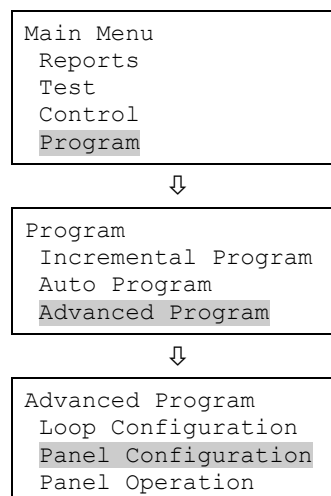 Main Menu
Reports
Test
Control
Program
⇩
Program
Incremental Program
Auto Program
Advanced Program
⇩
Advanced Program
Loop Configuration
Panel Configuration
Panel Operation